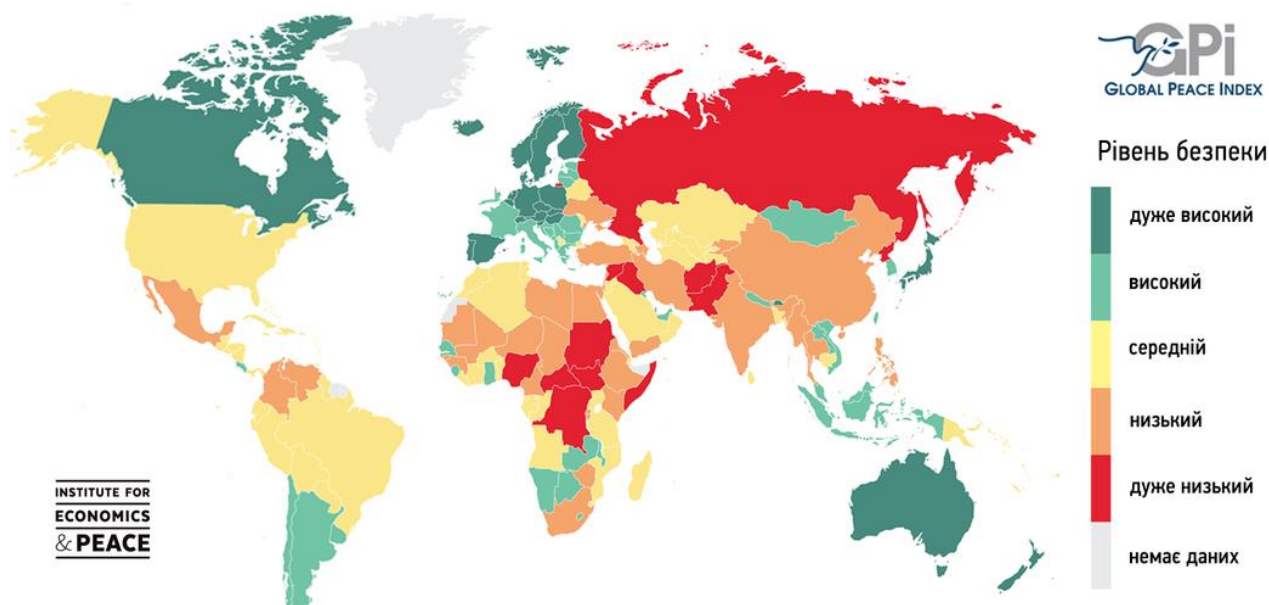 GPi
GLOBAL PEACE INDEX
Рівень безпеки
дуже високий
високий
середній
низький
дуже низький
немає даних
INSTITUTE FOR
ECONOMICS
& PEACE